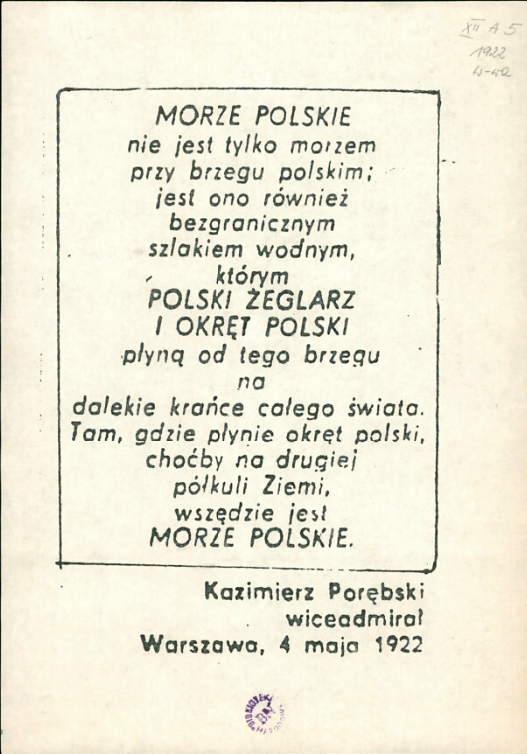 XII A 5
1922
W-wa
MORZE POLSKIE
nie jest tylko morzem
przy brzegu polskim;
jest ono również
bezgranicznym
szlakiem wodnym,
którym
POLSKI ŻEGLARZ
I OKRĘT POLSKI
płyną od tego brzegu
na
dalekie krańce całego świata.
Tam, gdzie płynie okręt polski,
choćby na drugiej
półkuli Ziemi,
wszędzie jest
MORZE POLSKIE.
Kazimierz Porębski
wiceadmirał
Warszawa, 4 maja 1922